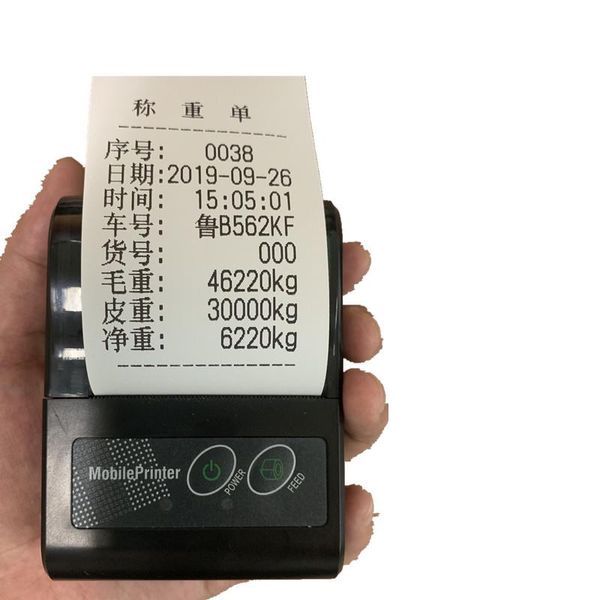 称 重 单
序号: 0038
日期:2019-09-26
时间: 15:05:01
车号: 鲁B562KF
货号: 000
毛重: 46220kg
皮重: 30000kg
净重: 6220kg
MobilePrinter
POWER
FEED